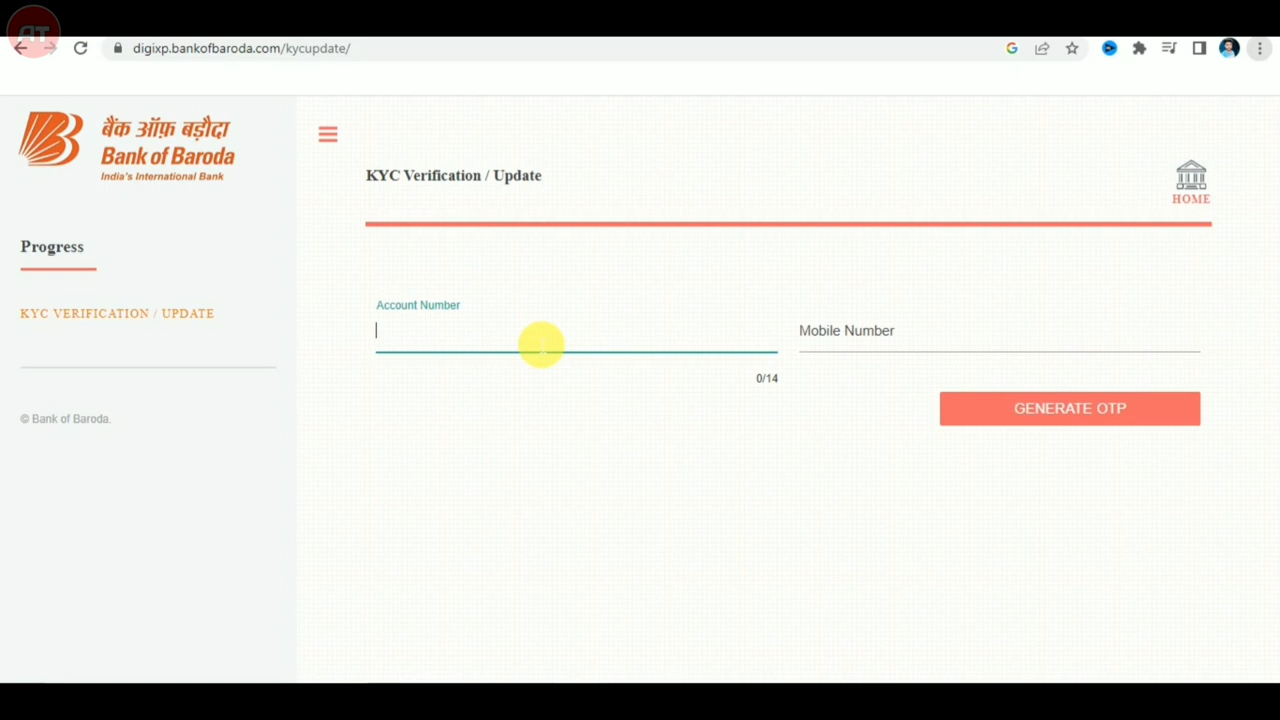 AT
digixp.bankofbaroda.com/kycupdate/
बैंक ऑफ़ बड़ौदा
Bank of Baroda
India's International Bank
KYC Verification / Update
HOME
Progress
KYC VERIFICATION / UPDATE
Account Number
Mobile Number
0/14
GENERATE OTP
© Bank of Baroda.